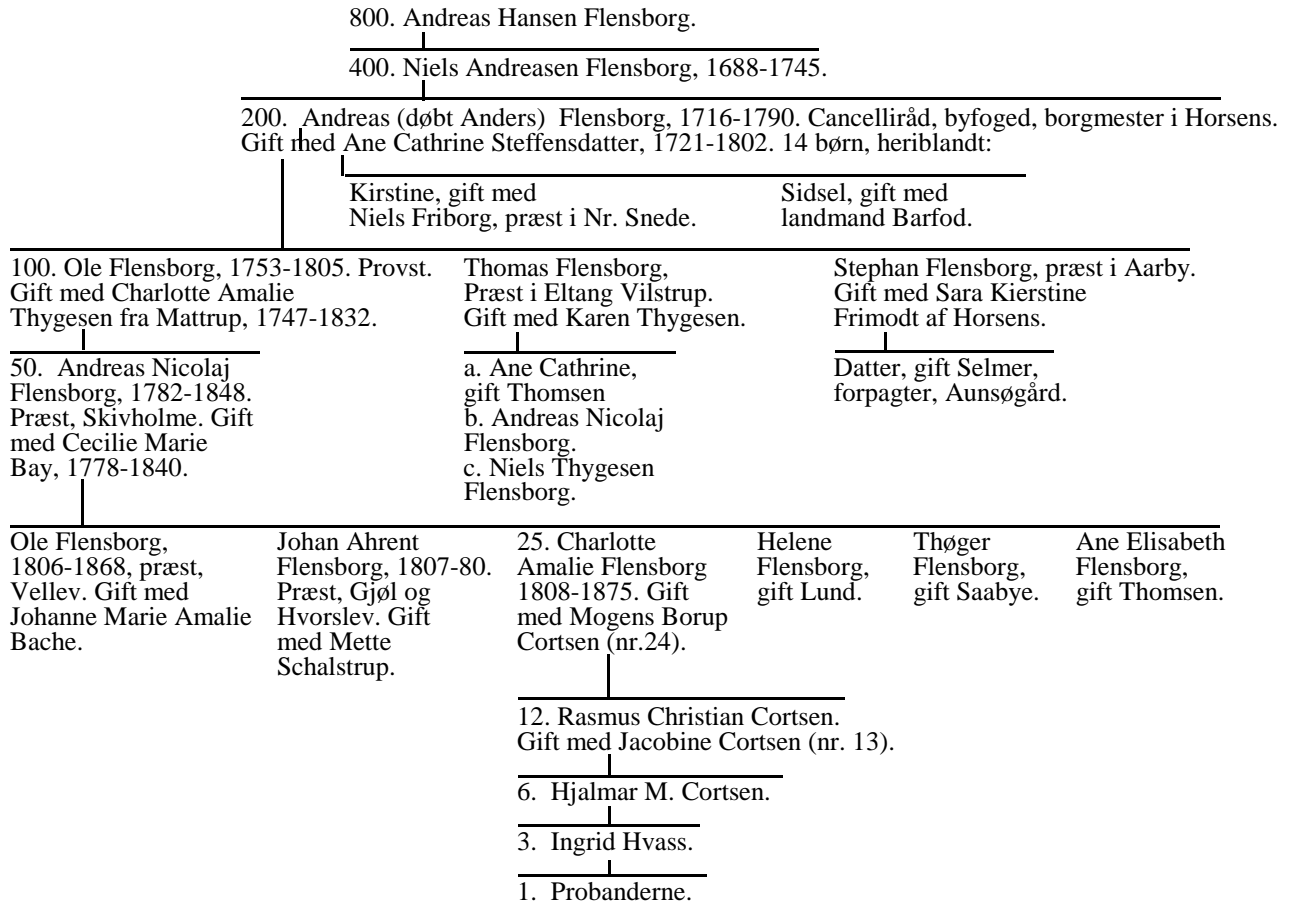 800. Andreas Hansen Flensborg.
400. Niels Andreasen Flensborg, 1688-1745.
200. Andreas (døbt Anders) Flensborg, 1716-1790. Cancelliråd, byfoged, borgmester i Horsens.
Gift med Ane Cathrine Steffensdatter, 1721-1802. 14 børn, heriblandt:
Kirstine, gift med
Niels Friborg, præst i Nr. Snede.
Sidsel, gift med
landmand Barfod.
100. Ole Flensborg, 1753-1805. Provst.
Gift med Charlotte Amalie
Thygesen fra Mattrup, 1747-1832.
Thomas Flensborg,
Præst i Eltang Vilstrup.
Gift med Karen Thygesen.
Stephan Flensborg, præst i Aarby.
Gift med Sara Kierstine
Frimodt af Horsens.
50. Andreas Nicolaj
Flensborg, 1782-1848.
Præst, Skivholme. Gift
med Cecilie Marie
Bay, 1778-1840.
a. Ane Cathrine,
gift Thomsen
b. Andreas Nicolaj
Flensborg.
c. Niels Thygesen
Flensborg.
Datter, gift Selmer,
forpagter, Aunsøgård.
Ole Flensborg,
1806-1868, præst,
Vellev. Gift med
Johanne Marie Amalie
Bache.
Johan Ahrent
Flensborg, 1807-80.
Præst, Gjøl og
Hvorslev. Gift
med Mette
Schalstrup.
25. Charlotte
Amalie Flensborg
1808-1875. Gift
med Mogens Borup
Cortsen (nr.24).
Helene
Flensborg,
gift Lund.
Thøger
Flensborg,
gift Saabye.
Ane Elisabeth
Flensborg,
gift Thomsen.
12. Rasmus Christian Cortsen.
Gift med Jacobine Cortsen (nr. 13).
6. Hjalmar M. Cortsen.
3. Ingrid Hvass.
1. Probanderne.